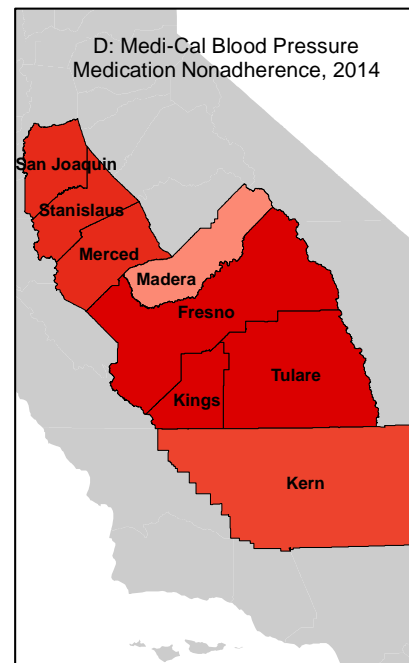 D: Medi-Cal Blood Pressure
Medication Nonadherence, 2014
San Joaquin
Stanislaus
Merced
Madera
Fresno
Tulare
Kings
Kern